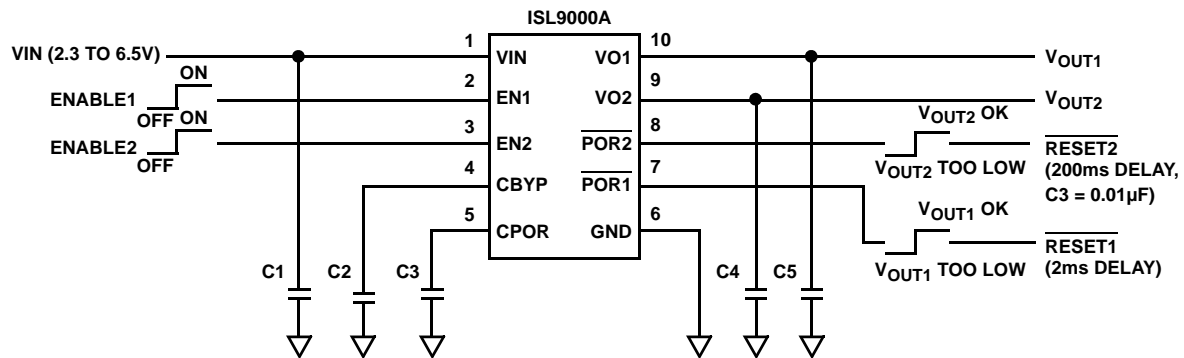 ISL9000A
VIN (2.3 TO 6.5V)
1
VIN
VO1
10
VOUT1
ON
ENABLE1
OFF
2
EN1
VO2
9
VOUT2
ON
ENABLE2
OFF
3
EN2
POR2
8
VOUT2 OK
VOUT2 TOO LOW
RESET2
(200ms DELAY,
C3 = 0.01µF)
4
CBYP
POR1
7
5
CPOR
GND
6
VOUT1 OK
VOUT1 TOO LOW
RESET1
(2ms DELAY)
C1
C2
C3
C4
C5